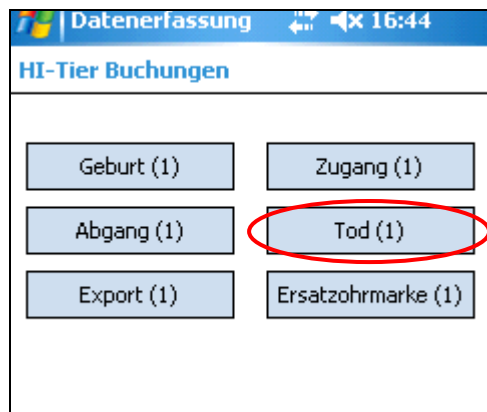 Datenerfassung 16:44
HI-Tier Buchungen
Geburt (1) Zugang (1)
Abgang (1) Tod (1)
Export (1) Ersatzohrmarke (1)